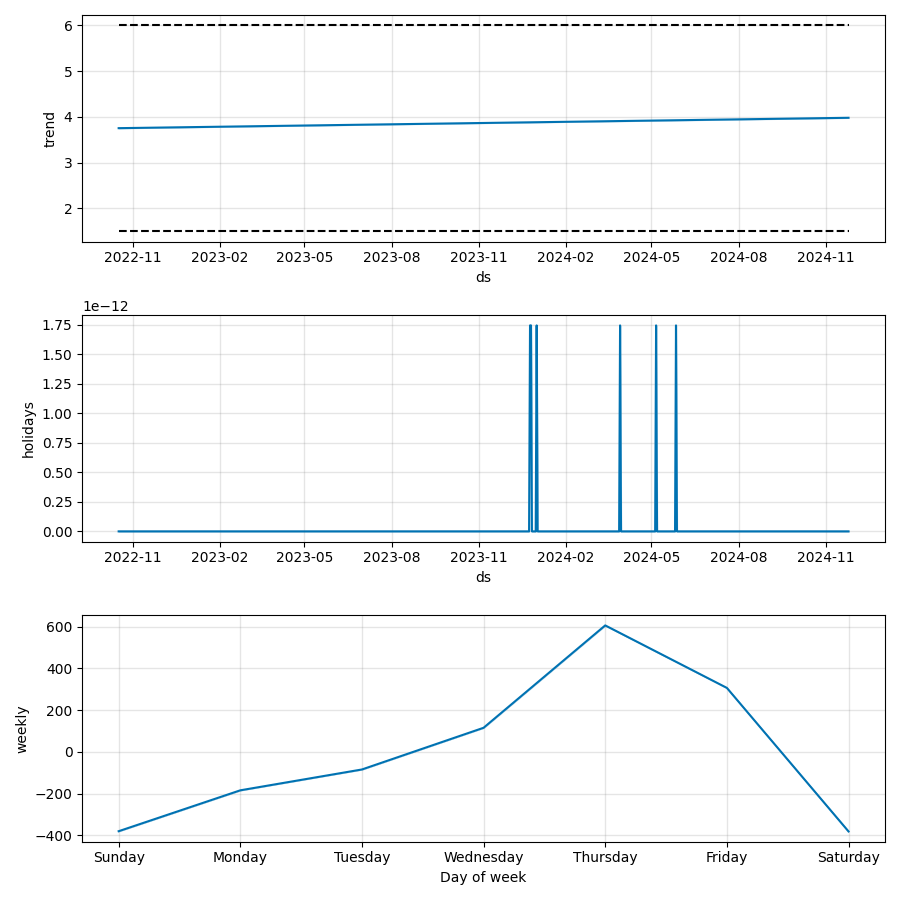 6
5
4
3
2
trend
2022-11 2023-02 2023-05 2023-08 2023-11 2024-02 2024-05 2024-08 2024-11
ds
1e−12
1.75
1.50
1.25
1.00
0.75
0.50
0.25
0.00
holidays
2022-11 2023-02 2023-05 2023-08 2023-11 2024-02 2024-05 2024-08 2024-11
ds
600
400
200
0
−200
−400
weekly
Sunday Monday Tuesday Wednesday Thursday Friday Saturday
Day of week